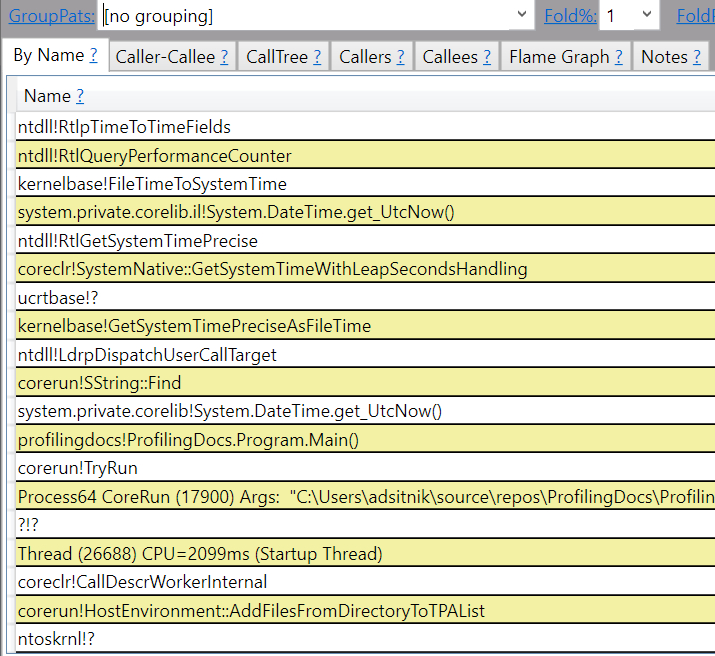 GroupPats: [no grouping] Fold%: 1 Fold
By Name ? Caller-Callee ? CallTree ? Callers ? Callees ? Flame Graph ? Notes ?
Name ?
ntdll!RtlpTimeToTimeFields
ntdll!RtlQueryPerformanceCounter
kernelbase!FileTimeToSystemTime
system.private.corelib.il!System.DateTime.get_UtcNow()
ntdll!RtlGetSystemTimePrecise
coreclr!SystemNative::GetSystemTimeWithLeapSecondsHandling
ucrtbase!?
kernelbase!GetSystemTimePreciseAsFileTime
ntdll!LdrpDispatchUserCallTarget
corerun!SString::Find
system.private.corelib!System.DateTime.get_UtcNow()
profilingdocs!ProfilingDocs.Program.Main()
corerun!TryRun
Process64 CoreRun (17900) Args:  "C:\Users\adsitnik\source\repos\ProfilingDocs\Profilin
?!?
Thread (26688) CPU=2099ms (Startup Thread)
coreclr!CallDescrWorkerInternal
corerun!HostEnvironment::AddFilesFromDirectoryToTPAList
ntoskrnl!?